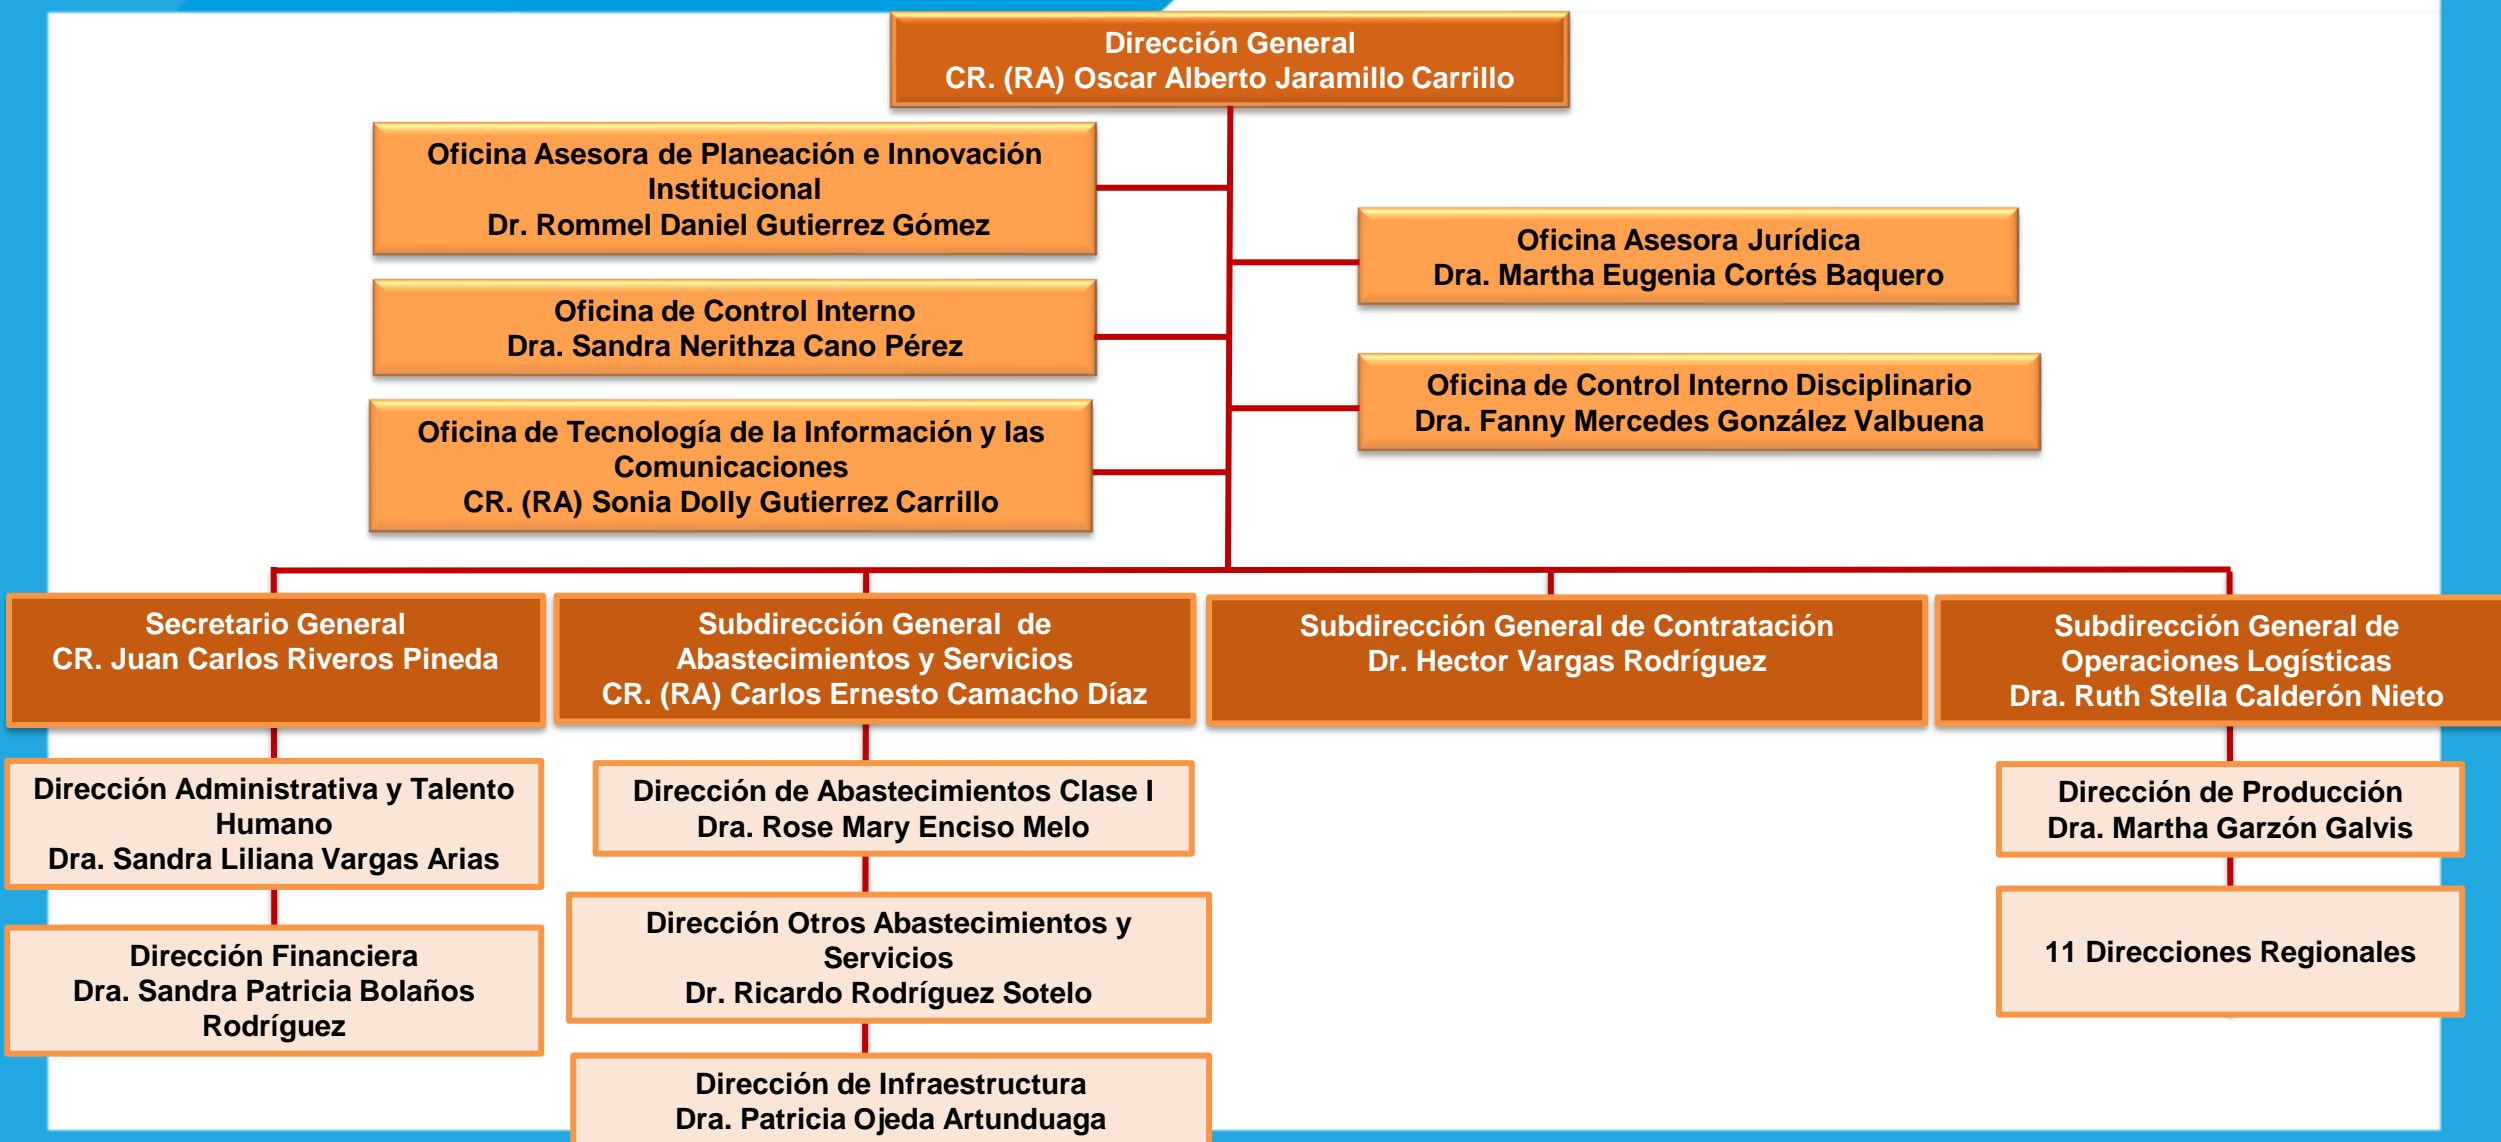 Dirección General
CR. (RA) Oscar Alberto Jaramillo Carrillo
Oficina Asesora de Planeación e Innovación
Institucional
Dr. Rommel Daniel Gutierrez Gómez
Oficina Asesora Jurídica
Dra. Martha Eugenia Cortés Baquero
Oficina de Control Interno
Dra. Sandra Nerithza Cano Pérez
Oficina de Control Interno Disciplinario
Dra. Fanny Mercedes González Valbuena
Oficina de Tecnología de la Información y las
Comunicaciones
CR. (RA) Sonia Dolly Gutierrez Carrillo
Secretario General
CR. Juan Carlos Riveros Pineda
Subdirección General  de
Abastecimientos y Servicios
CR. (RA) Carlos Ernesto Camacho Díaz
Subdirección General de Contratación
Dr. Hector Vargas Rodríguez
Subdirección General de
Operaciones Logísticas
Dra. Ruth Stella Calderón Nieto
Dirección Administrativa y Talento
Humano
Dra. Sandra Liliana Vargas Arias
Dirección de Abastecimientos Clase I
Dra. Rose Mary Enciso Melo
Dirección de Producción
Dra. Martha Garzón Galvis
Dirección Financiera
Dra. Sandra Patricia Bolaños
Rodríguez
Dirección Otros Abastecimientos y
Servicios
Dr. Ricardo Rodríguez Sotelo
11 Direcciones Regionales
Dirección de Infraestructura
Dra. Patricia Ojeda Artunduaga